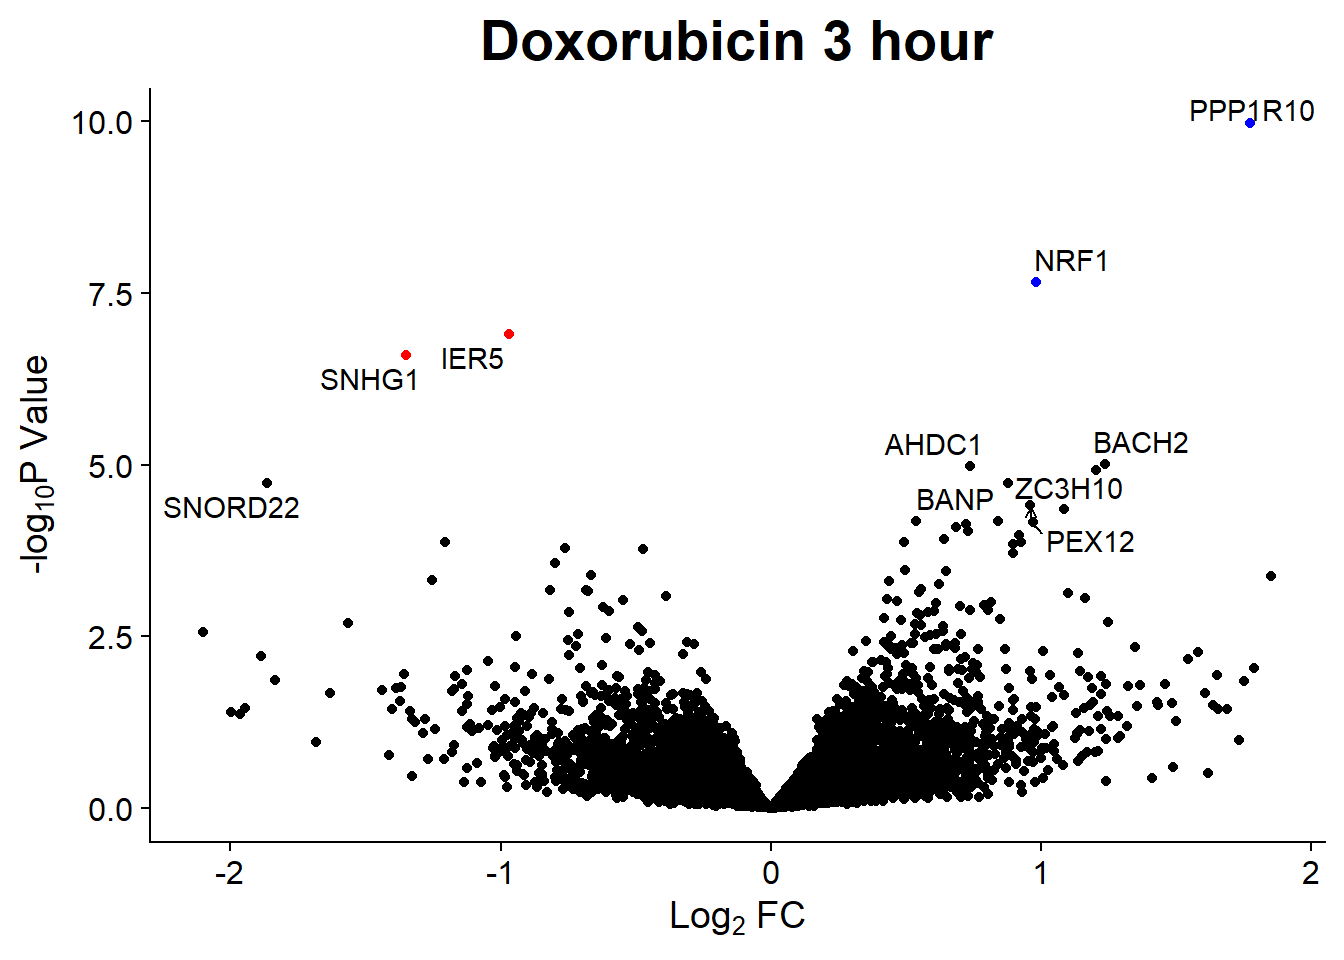 Doxorubicin 3 hour
PPP1R10
10.0
NRF1
7.5
IER5
SNHG1
-log10P Value
AHDC1
BACH2
5.0
ZC3H10
BANP
SNORD22
PEX12
2.5
0.0
-2
-1
0
1
2
Log2 FC